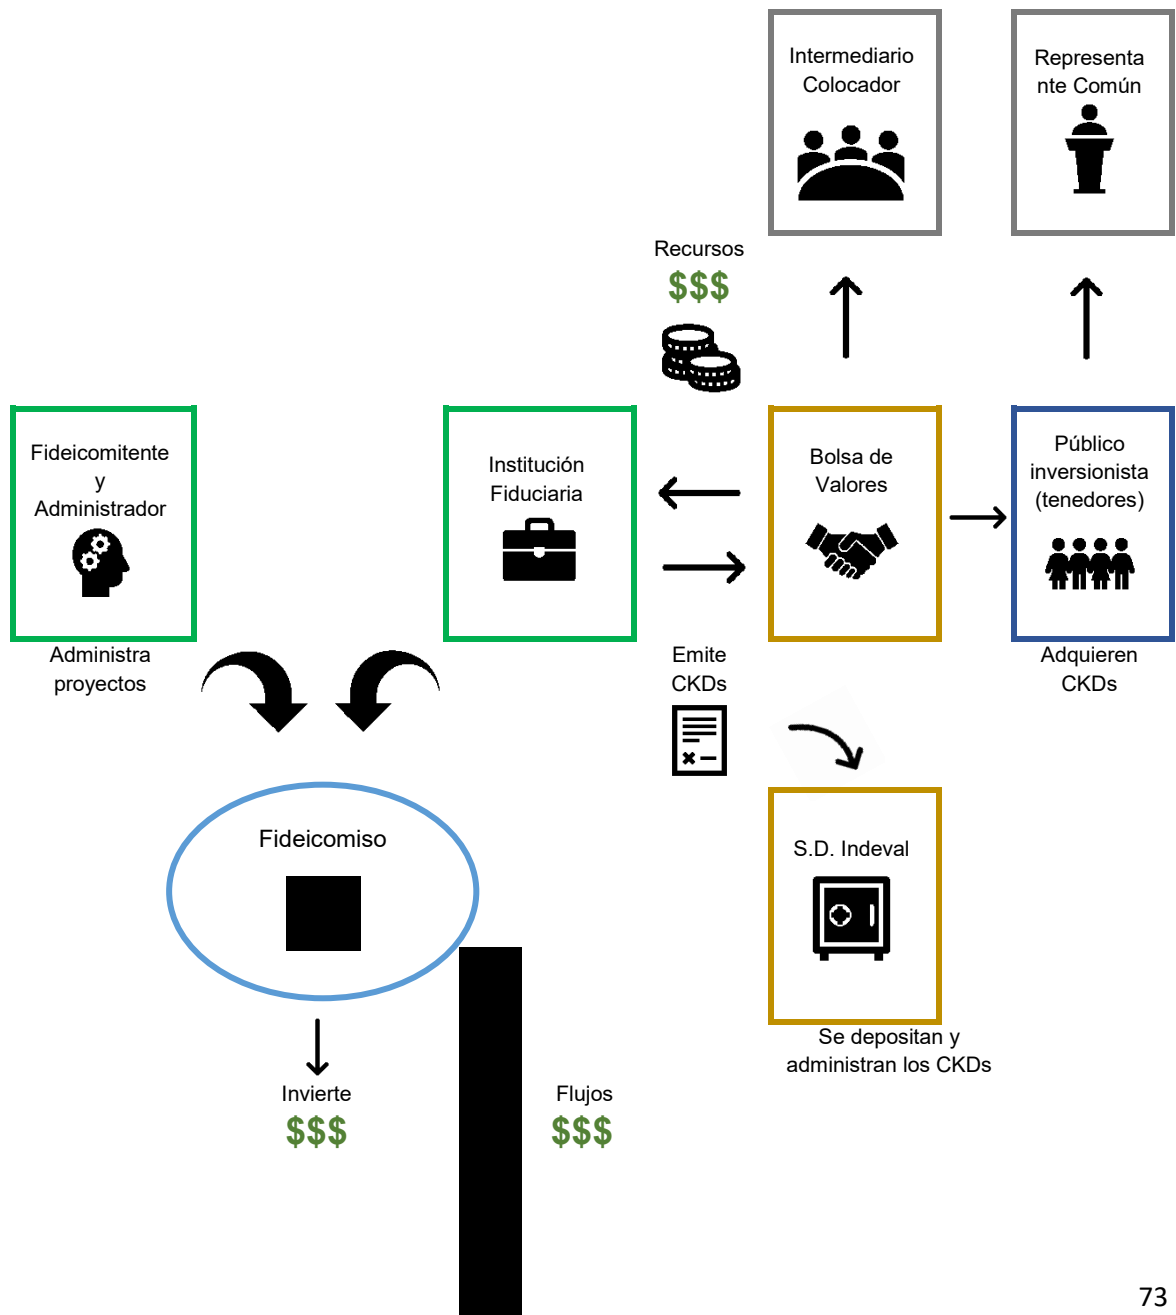 Intermediario
Colocador
Representa
nte Común
Recursos
$$$
Fideicomitente
y
Administrador
Institución
Fiduciaria
Bolsa de
Valores
Público
inversionista
(tenedores)
Administra
proyectos
Emite
CKDs
Adquieren
CKDs
Fideicomiso
S.D. Indeval
Se depositan y
administran los CKDs
Invierte
$$$
Flujos
$$$
73